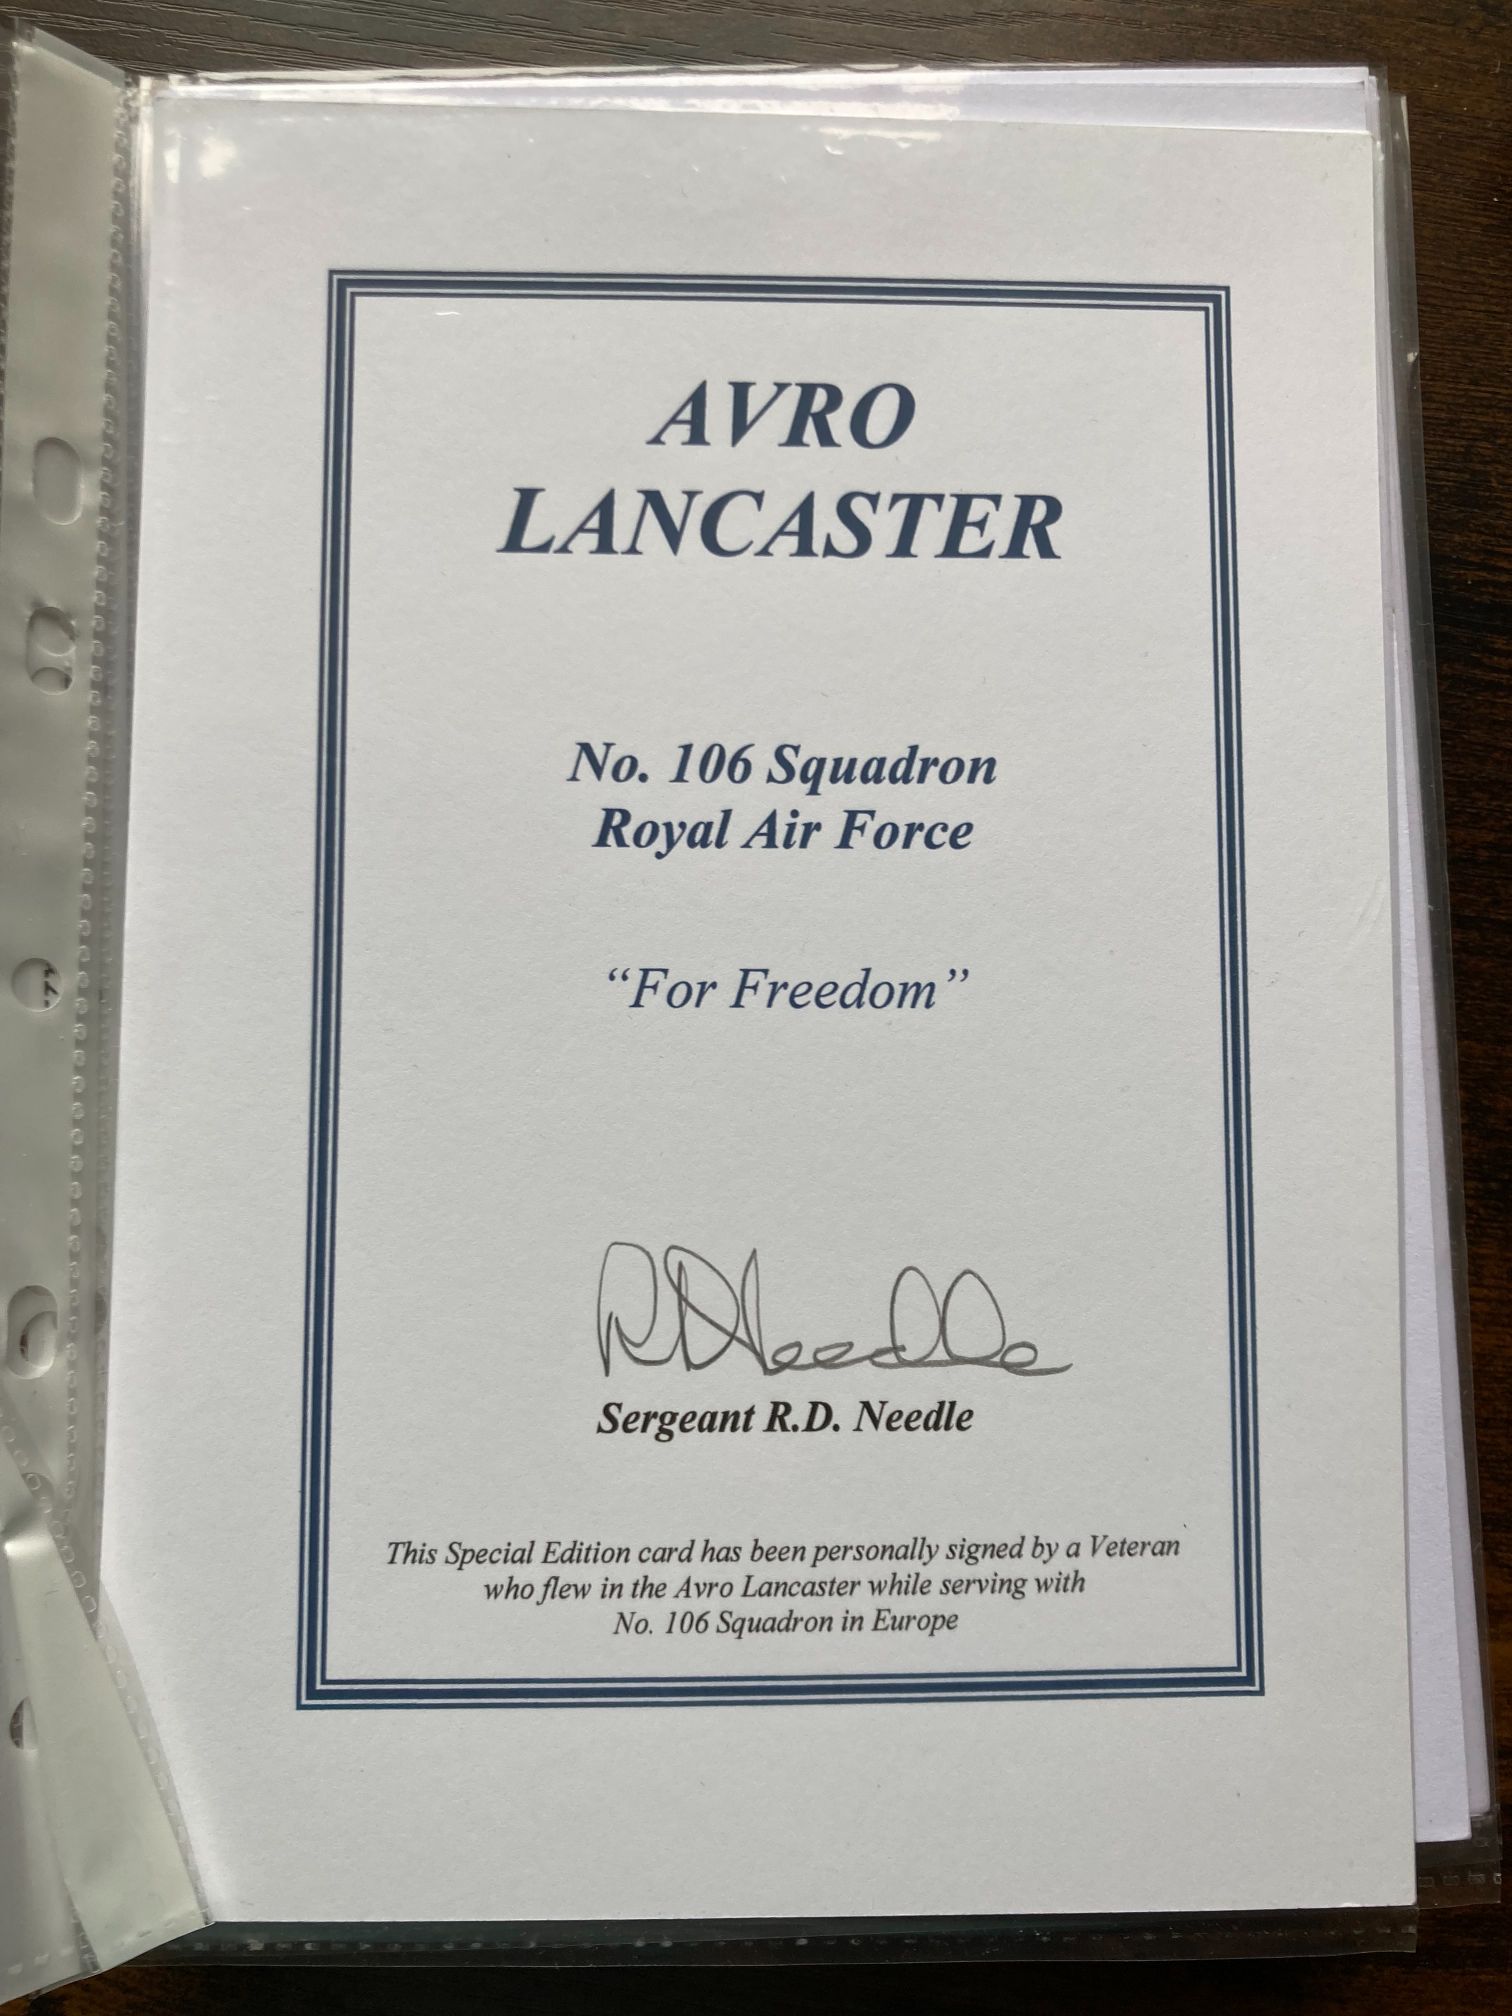 AVRO
LANCASTER
No. 106 Squadron
Royal Air Force
“For Freedom”
RDNeedle
Sergeant R.D. Needle
This Special Edition card has been personally signed by a Veteran
who flew in the Avro Lancaster while serving with
No. 106 Squadron in Europe